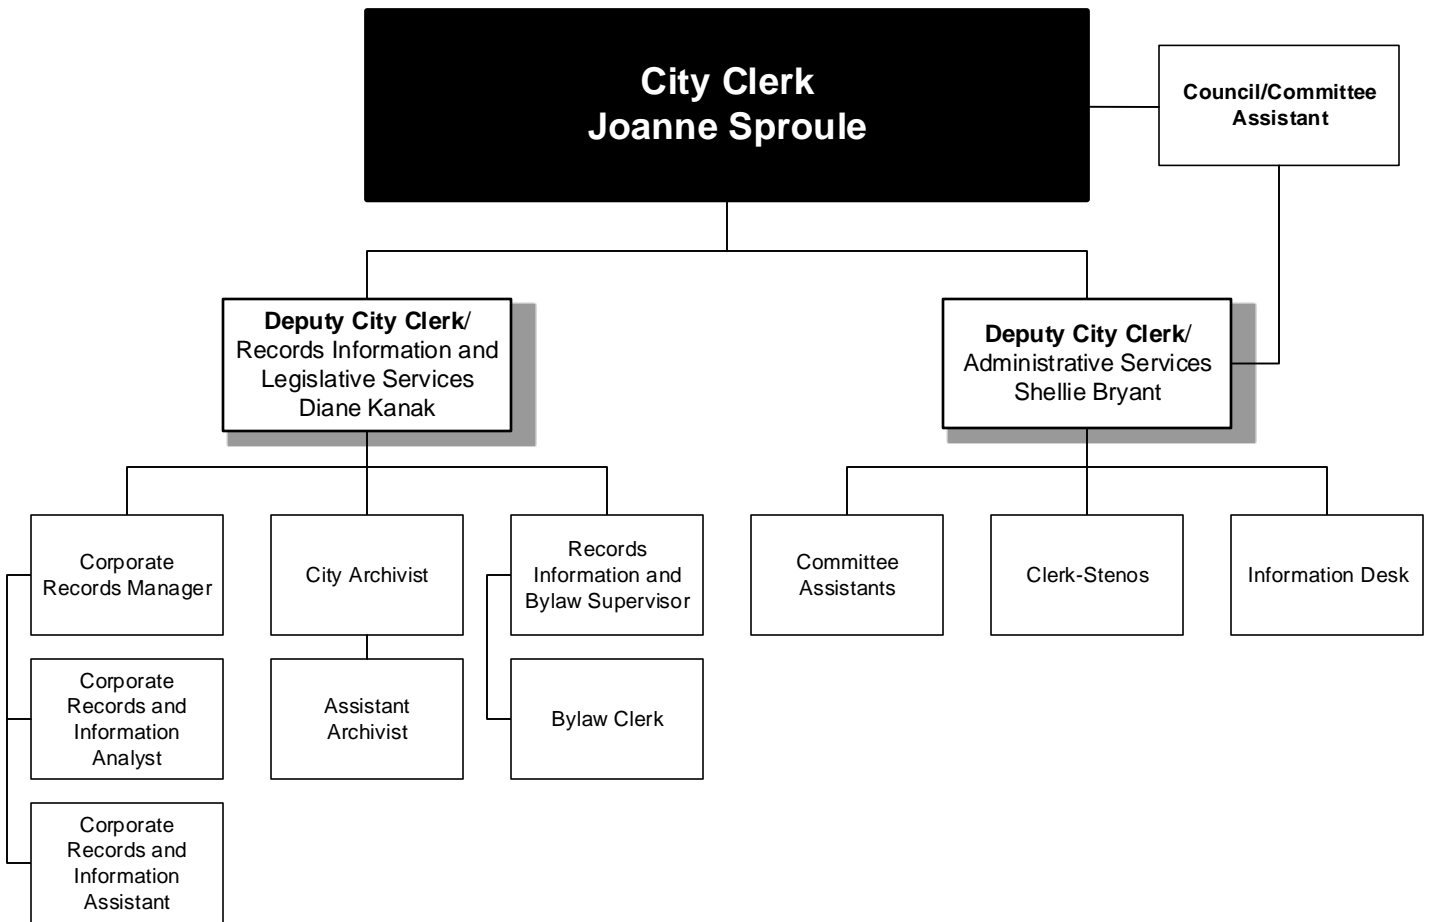 City Clerk
Joanne Sproule
Council/Committee
Assistant
Deputy City Clerk/
Records Information and
Legislative Services
Diane Kanak
Deputy City Clerk/
Administrative Services
Shellie Bryant
Corporate
Records Manager
City Archivist
Records
Information and
Bylaw Supervisor
Committee
Assistants
Clerk-Stenos
Information Desk
Corporate
Records and
Information
Analyst
Assistant
Archivist
Bylaw Clerk
Corporate
Records and
Information
Assistant